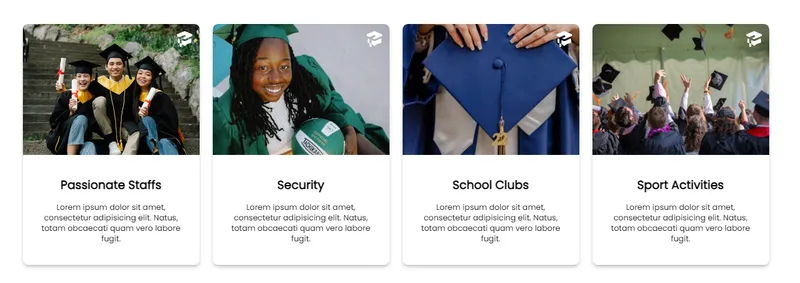 Passionate Staffs
Lorem ipsum dolor sit amet,
consectetur adipisicing elit. Natus,
totam obcaecati quam vero labore
fugit.
Security
Lorem ipsum dolor sit amet,
consectetur adipisicing elit. Natus,
totam obcaecati quam vero labore
fugit.
School Clubs
Lorem ipsum dolor sit amet,
consectetur adipisicing elit. Natus,
totam obcaecati quam vero labore
fugit.
Sport Activities
Lorem ipsum dolor sit amet,
consectetur adipisicing elit. Natus,
totam obcaecati quam vero labore
fugit.